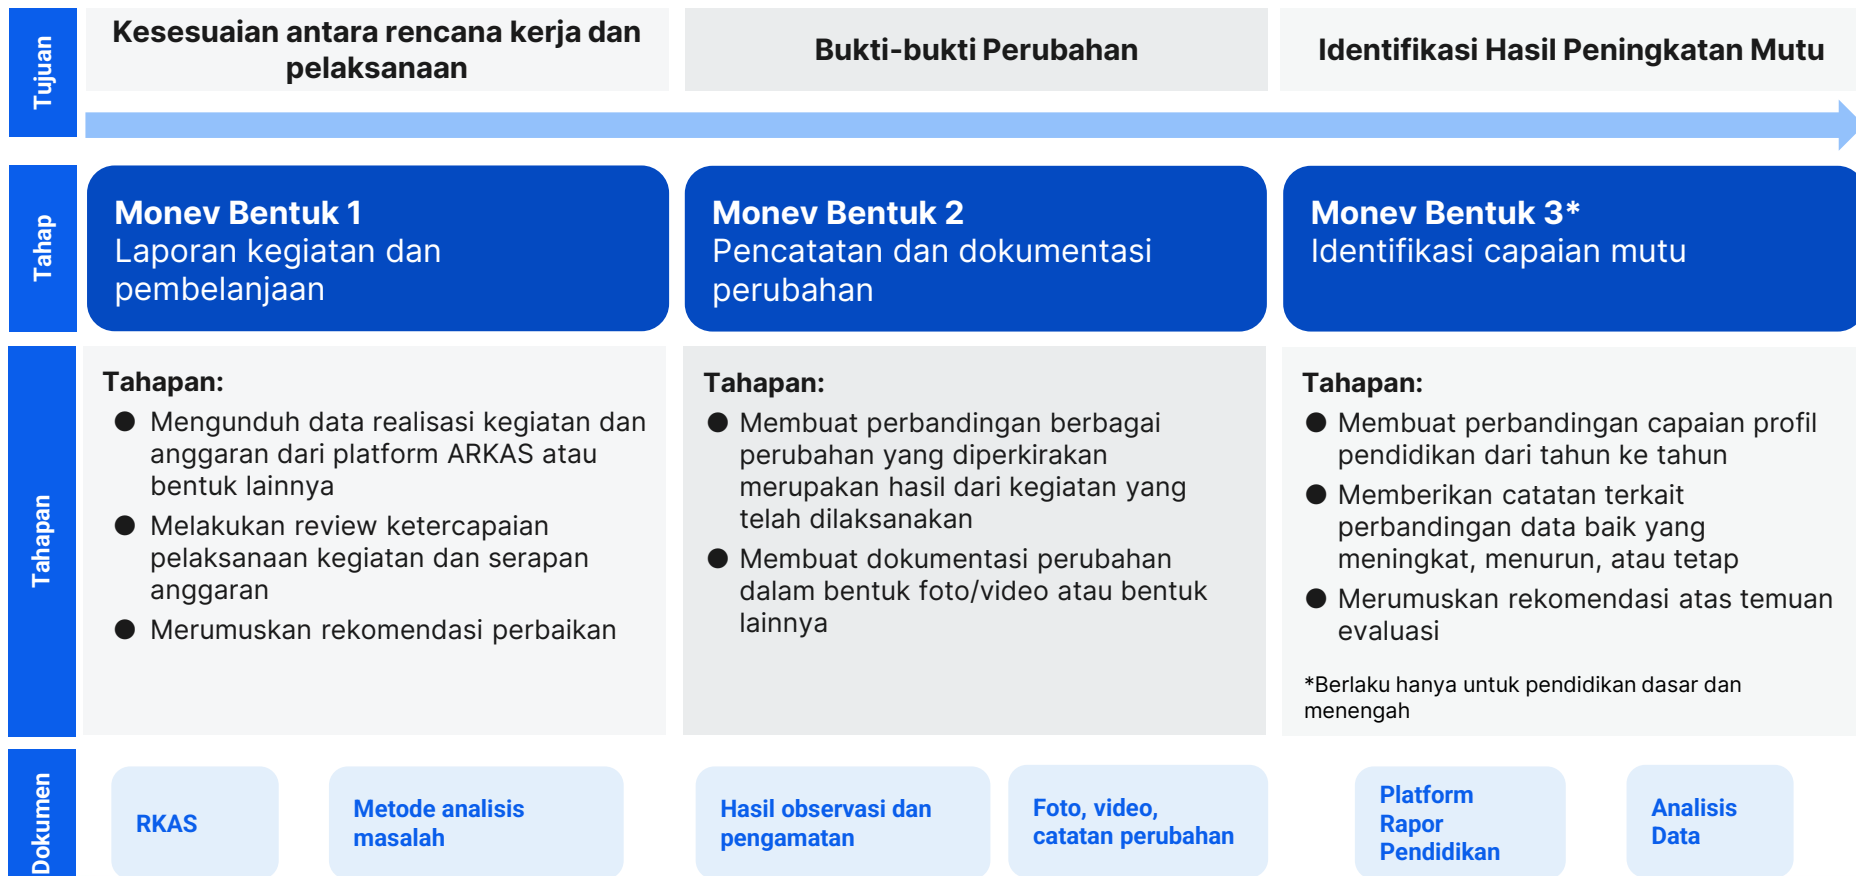 Tujuan
Kesesuaian antara rencana kerja dan
pelaksanaan
Bukti-bukti Perubahan
Identifikasi Hasil Peningkatan Mutu
Tahap
Monev Bentuk 1
Laporan kegiatan dan
pembelanjaan
Monev Bentuk 2
Pencatatan dan dokumentasi
perubahan
Monev Bentuk 3*
Identifikasi capaian mutu
Tahapan
Tahapan:
● Mengunduh data realisasi kegiatan dan
anggaran dari platform ARKAS atau
bentuk lainnya
● Melakukan review ketercapaian
pelaksanaan kegiatan dan serapan
anggaran
● Merumuskan rekomendasi perbaikan
Tahapan:
● Membuat perbandingan berbagai
perubahan yang diperkirakan
merupakan hasil dari kegiatan yang
telah dilaksanakan
● Membuat dokumentasi perubahan
dalam bentuk foto/video atau bentuk
lainnya
Tahapan:
● Membuat perbandingan capaian profil
pendidikan dari tahun ke tahun
● Memberikan catatan terkait
perbandingan data baik yang
meningkat, menurun, atau tetap
● Merumuskan rekomendasi atas temuan
evaluasi
*Berlaku hanya untuk pendidikan dasar dan
menengah
Dokumen
RKAS
Metode analisis
masalah
Hasil observasi dan
pengamatan
Foto, video,
catatan perubahan
Platform
Rapor
Pendidikan
Analisis
Data